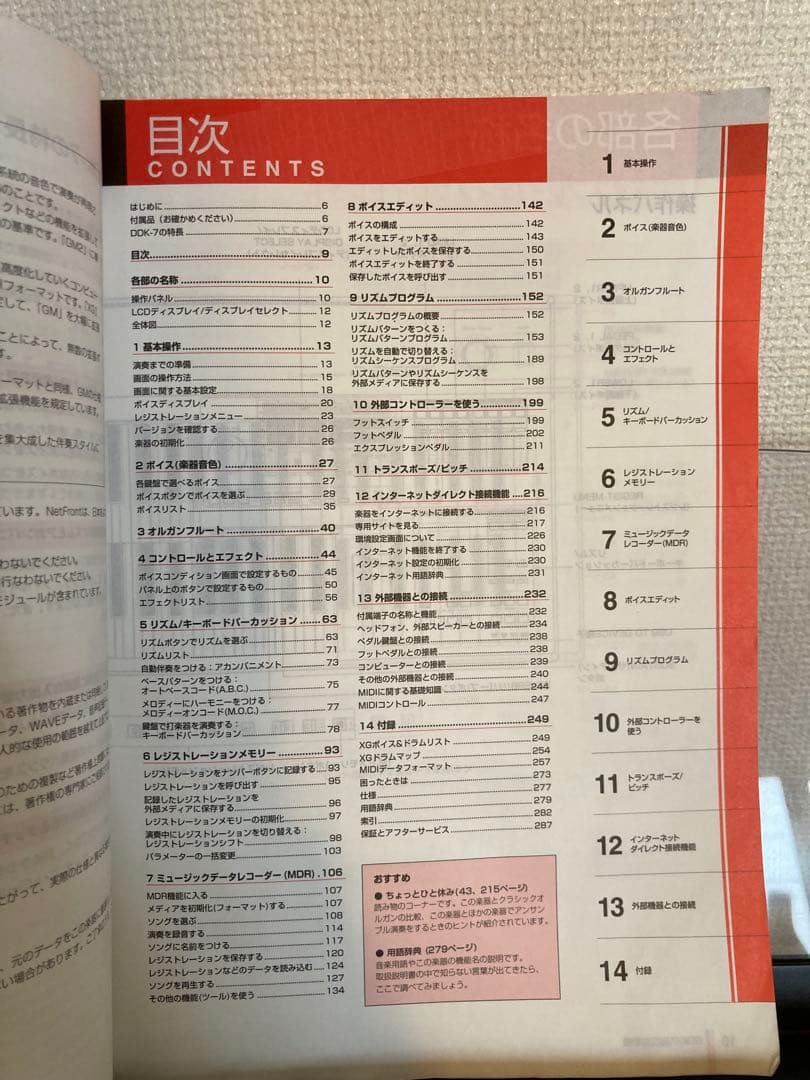 目次
CONTENTS
はじめに 6
付属品(お確かめください) 6
DDK-7の特長 7
目次 9
各部の名称 10
操作パネル 10
LCDディスプレイ/ディスプレイセレクト 12
全体図 12
1 基本操作 13
演奏までの準備 13
画面の操作方法 15
画面に関する基本設定 18
ボイスディスプレイ 20
レジストレーションメニュー 23
バージョンを確認する 26
楽器の初期化 26
2 ボイス(楽器音色) 27
各鍵盤で選べるボイス 27
ボイスボタンでボイスを選ぶ 29
ボイスリスト 35
3 オルガンフルート 40
4 コントロールとエフェクト 44
ボイスコンディション画面で設定するもの 45
パネル上のボタンで設定するもの 50
エフェクトリスト 56
5 リズム/キーボードパーカッション 63
リズムボタンでリズムを選ぶ 63
リズムリスト 71
自動伴奏をつける:アカンパニメント 73
ベースパターンをつける:
オートベースコード(A.B.C.) 75
メロディーにハーモニーをつける:
メロディーオンコード(M.O.C.) 77
鍵盤で打楽器を演奏する:
キーボードパーカッション 78
6 レジストレーションメモリー 93
レジストレーションをナンバーボタンに記録する 93
レジストレーションを呼び出す 95
記録したレジストレーションを
外部メディアに保存する 96
レジストレーションメモリーの初期化 97
演奏中にレジストレーションを切り替える:
レジストレーションシフト 98
パラメーターの一括変更 103
7 ミュージックデータレコーダー(MDR) 106
MDR機能に入る 107
メディアを初期化(フォーマット)する 107
ソングを選ぶ 108
演奏を録音する 114
ソングに名前をつける 117
レジストレーションを保存する 120
レジストレーションなどのデータを読み込む 124
ソングを再生する 127
その他の機能(ツール)を使う 134
8 ボイスエディット 142
ボイスの構成 142
ボイスをエディットする 143
エディットしたボイスを保存する 150
ボイスエディットを終了する 151
保存したボイスを呼び出す 151
9 リズムプログラム 152
リズムプログラムの概要 152
リズムパターンをつくる:
リズムパターンプログラム 153
リズムを自動で切り替える:
リズムシーケンスプログラム 189
リズムパターンやリズムシーケンスを
外部メディアに保存する 198
10 外部コントローラーを使う 199
フットスイッチ 199
フットペダル 202
エクスプレッションペダル 211
11 トランスポーズ/ピッチ 214
12 インターネットダイレクト接続機能 216
楽器をインターネットに接続する 216
専用サイトを見る 217
環境設定画面について 226
インターネット機能を終了する 230
インターネット設定の初期化 230
インターネット用語辞典 231
13 外部機器との接続 232
付属端子の名称と機能 232
ヘッドフォン、外部スピーカーとの接続 234
ペダル鍵盤との接続 238
フットペダルとの接続 238
コンピューターとの接続 239
その他の外部機器との接続 240
MIDIに関する基礎知識 244
MIDIコントロール 247
14 付録 249
XGボイス&ドラムリスト 249
XGドラムマップ 254
MIDIデータフォーマット 257
困ったときは 273
仕様 277
用語辞典 279
索引 282
保証とアフターサービス 287
おすすめ
● ちょっとひと休み(43、215ページ)
読み物のコーナーです。この楽器とクラシックオ
ルガンの比較、この楽器とほかの楽器でアンサン
ブル演奏をするときのヒントが紹介されています。
● 用語辞典(279ページ)
音楽用語やこの楽器の機能名の説明です。
取扱説明書の中で知らない言葉が出てきたら、
ここで調べてみましょう。
1 基本操作
2 ボイス(楽器音色)
3 オルガンフルート
4 コントロールと
エフェクト
5 リズム/
キーボードパーカッション
6 レジストレーション
メモリー
7 ミュージックデータ
レコーダー(MDR)
8 ボイスエディット
9 リズムプログラム
10 外部コントローラーを
使う
11 トランスポーズ/
ピッチ
12 インターネット
ダイレクト接続機能
13 外部機器との接続
14 付録